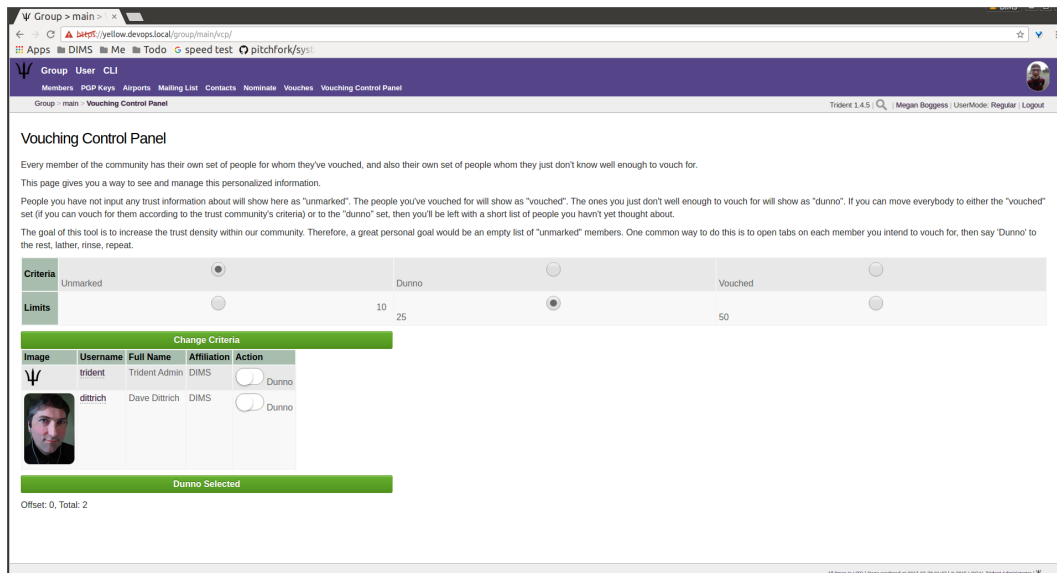 Ψ Group > main > ×
https://yellow.devops.local/group/main/vcp/
Apps DIMS Me Todo G speed test pitchfork/syst
Ψ Group User CLI
Members PGP Keys Airports Mailing List Contacts Nominate Vouches Vouching Control Panel
Group > main > Vouching Control Panel Trident 1.4.5 | | Megan Boggess | UserMode: Regular | Logout
Vouching Control Panel
Every member of the community has their own set of people for whom they've vouched, and also their own set of people whom they just don't know well enough to vouch for.
This page gives you a way to see and manage this personalized information.
People you have not input any trust information about will show here as "unmarked". The people you've vouched for will show as "vouched". The ones you just don't well enough to vouch for will show as "dunno". If you can move everybody to either the "vouched"
set (if you can vouch for them according to the trust community's criteria) or to the "dunno" set, then you'll be left with a short list of people you havn't yet thought about.
The goal of this tool is to increase the trust density within our community. Therefore, a great personal goal would be an empty list of "unmarked" members. One common way to do this is to open tabs on each member you intend to vouch for, then say 'Dunno' to
the rest, lather, rinse, repeat.
Criteria Unmarked Dunno Vouched
Limits 10 25 50
Change Criteria
Image Username Full Name Affiliation Action
Ψ trident Trident Admin DIMS Dunno
dittrich Dave Dittrich DIMS Dunno
Dunno Selected
Offset: 0, Total: 2